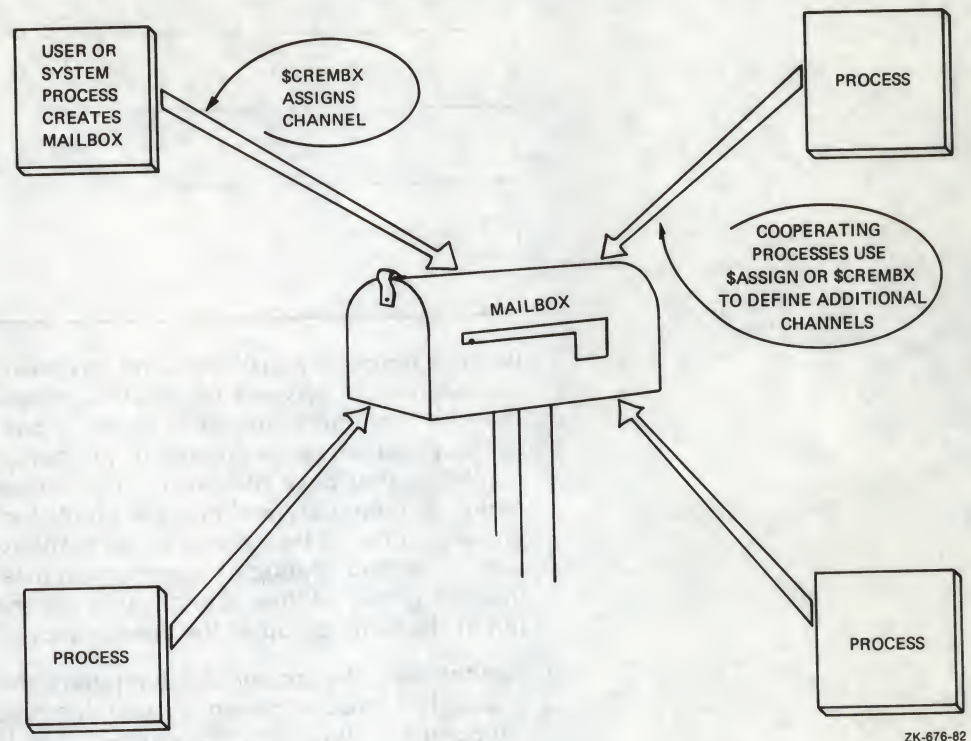 USER OR
SYSTEM
PROCESS
CREATES
MAILBOX
$CREMBX
ASSIGNS
CHANNEL
PROCESS
COOPERATING
PROCESSES USE
$ASSIGN OR $CREMBX
TO DEFINE ADDITIONAL
CHANNELS
MAILBOX
PROCESS
PROCESS
ZK-676-82